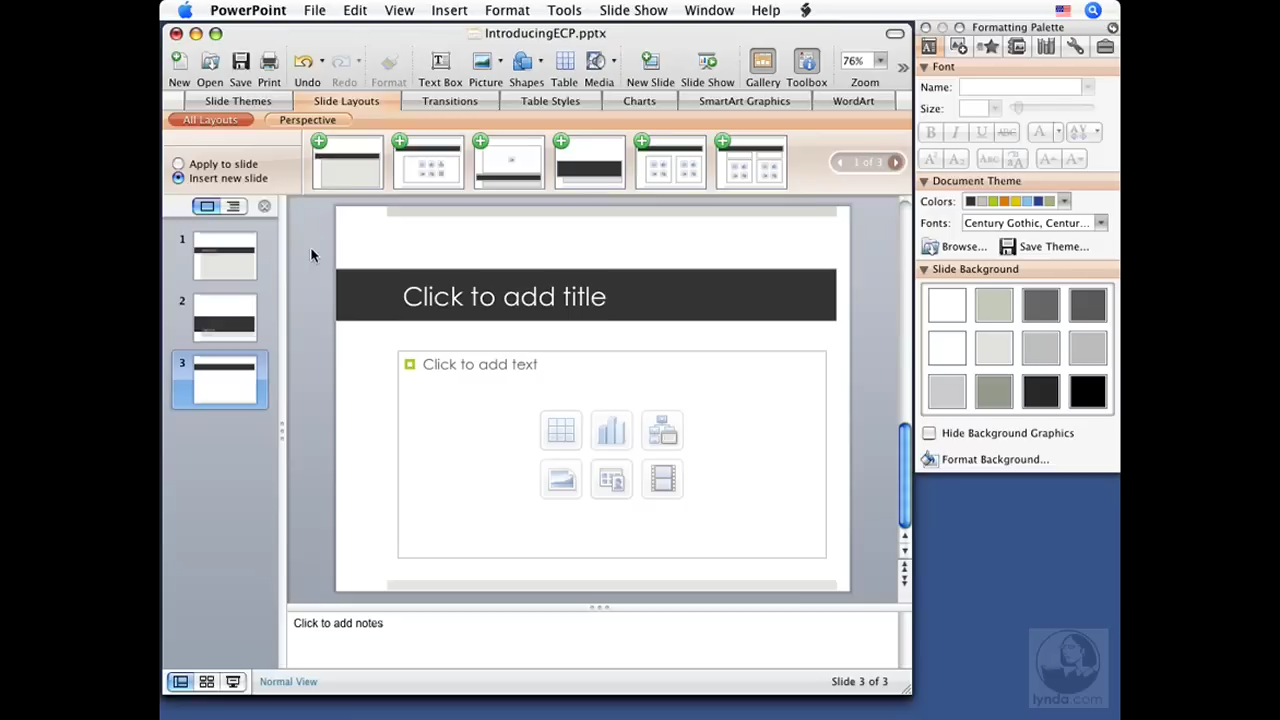 PowerPoint File Edit View Insert Format Tools Slide Show Window Help
IntroducingECP.pptx
New Open Save Print Undo Redo Format Text Box Picture Shapes Table Media New Slide Slide Show Gallery Toolbox Zoom
76%
Slide Themes Slide Layouts Transitions Table Styles Charts SmartArt Graphics WordArt
All Layouts Perspective
Apply to slide
Insert new slide
1 of 3
1
2
3
Click to add title
Click to add text
Click to add notes
Normal View
Slide 3 of 3
Formatting Palette
Font
Name:
Size:
B I U ABC A AV
A² A₂ ABC A A
Document Theme
Colors:
Fonts: Century Gothic, Centur...
Browse... Save Theme...
Slide Background
Hide Background Graphics
Format Background...
lynda.com